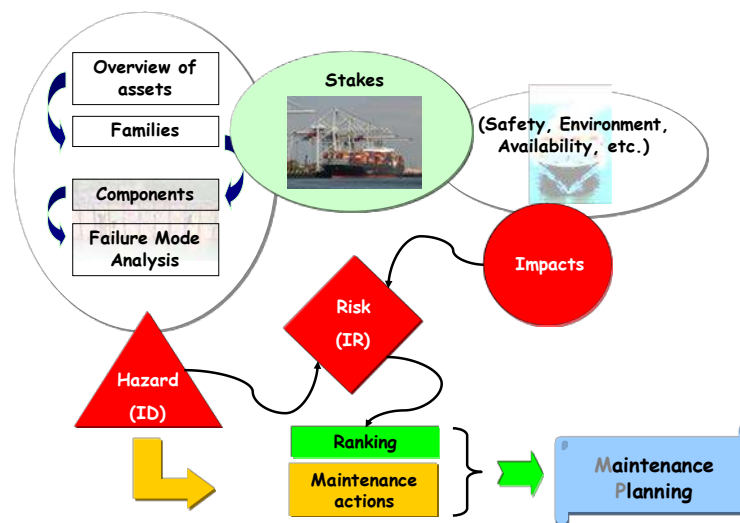 Overview of
assets
Families
Components
Failure Mode
Analysis
Stakes
(Safety, Environment,
Availability, etc.)
Impacts
Risk
(IR)
Hazard
(ID)
Ranking
Maintenance
actions
Maintenance
Planning